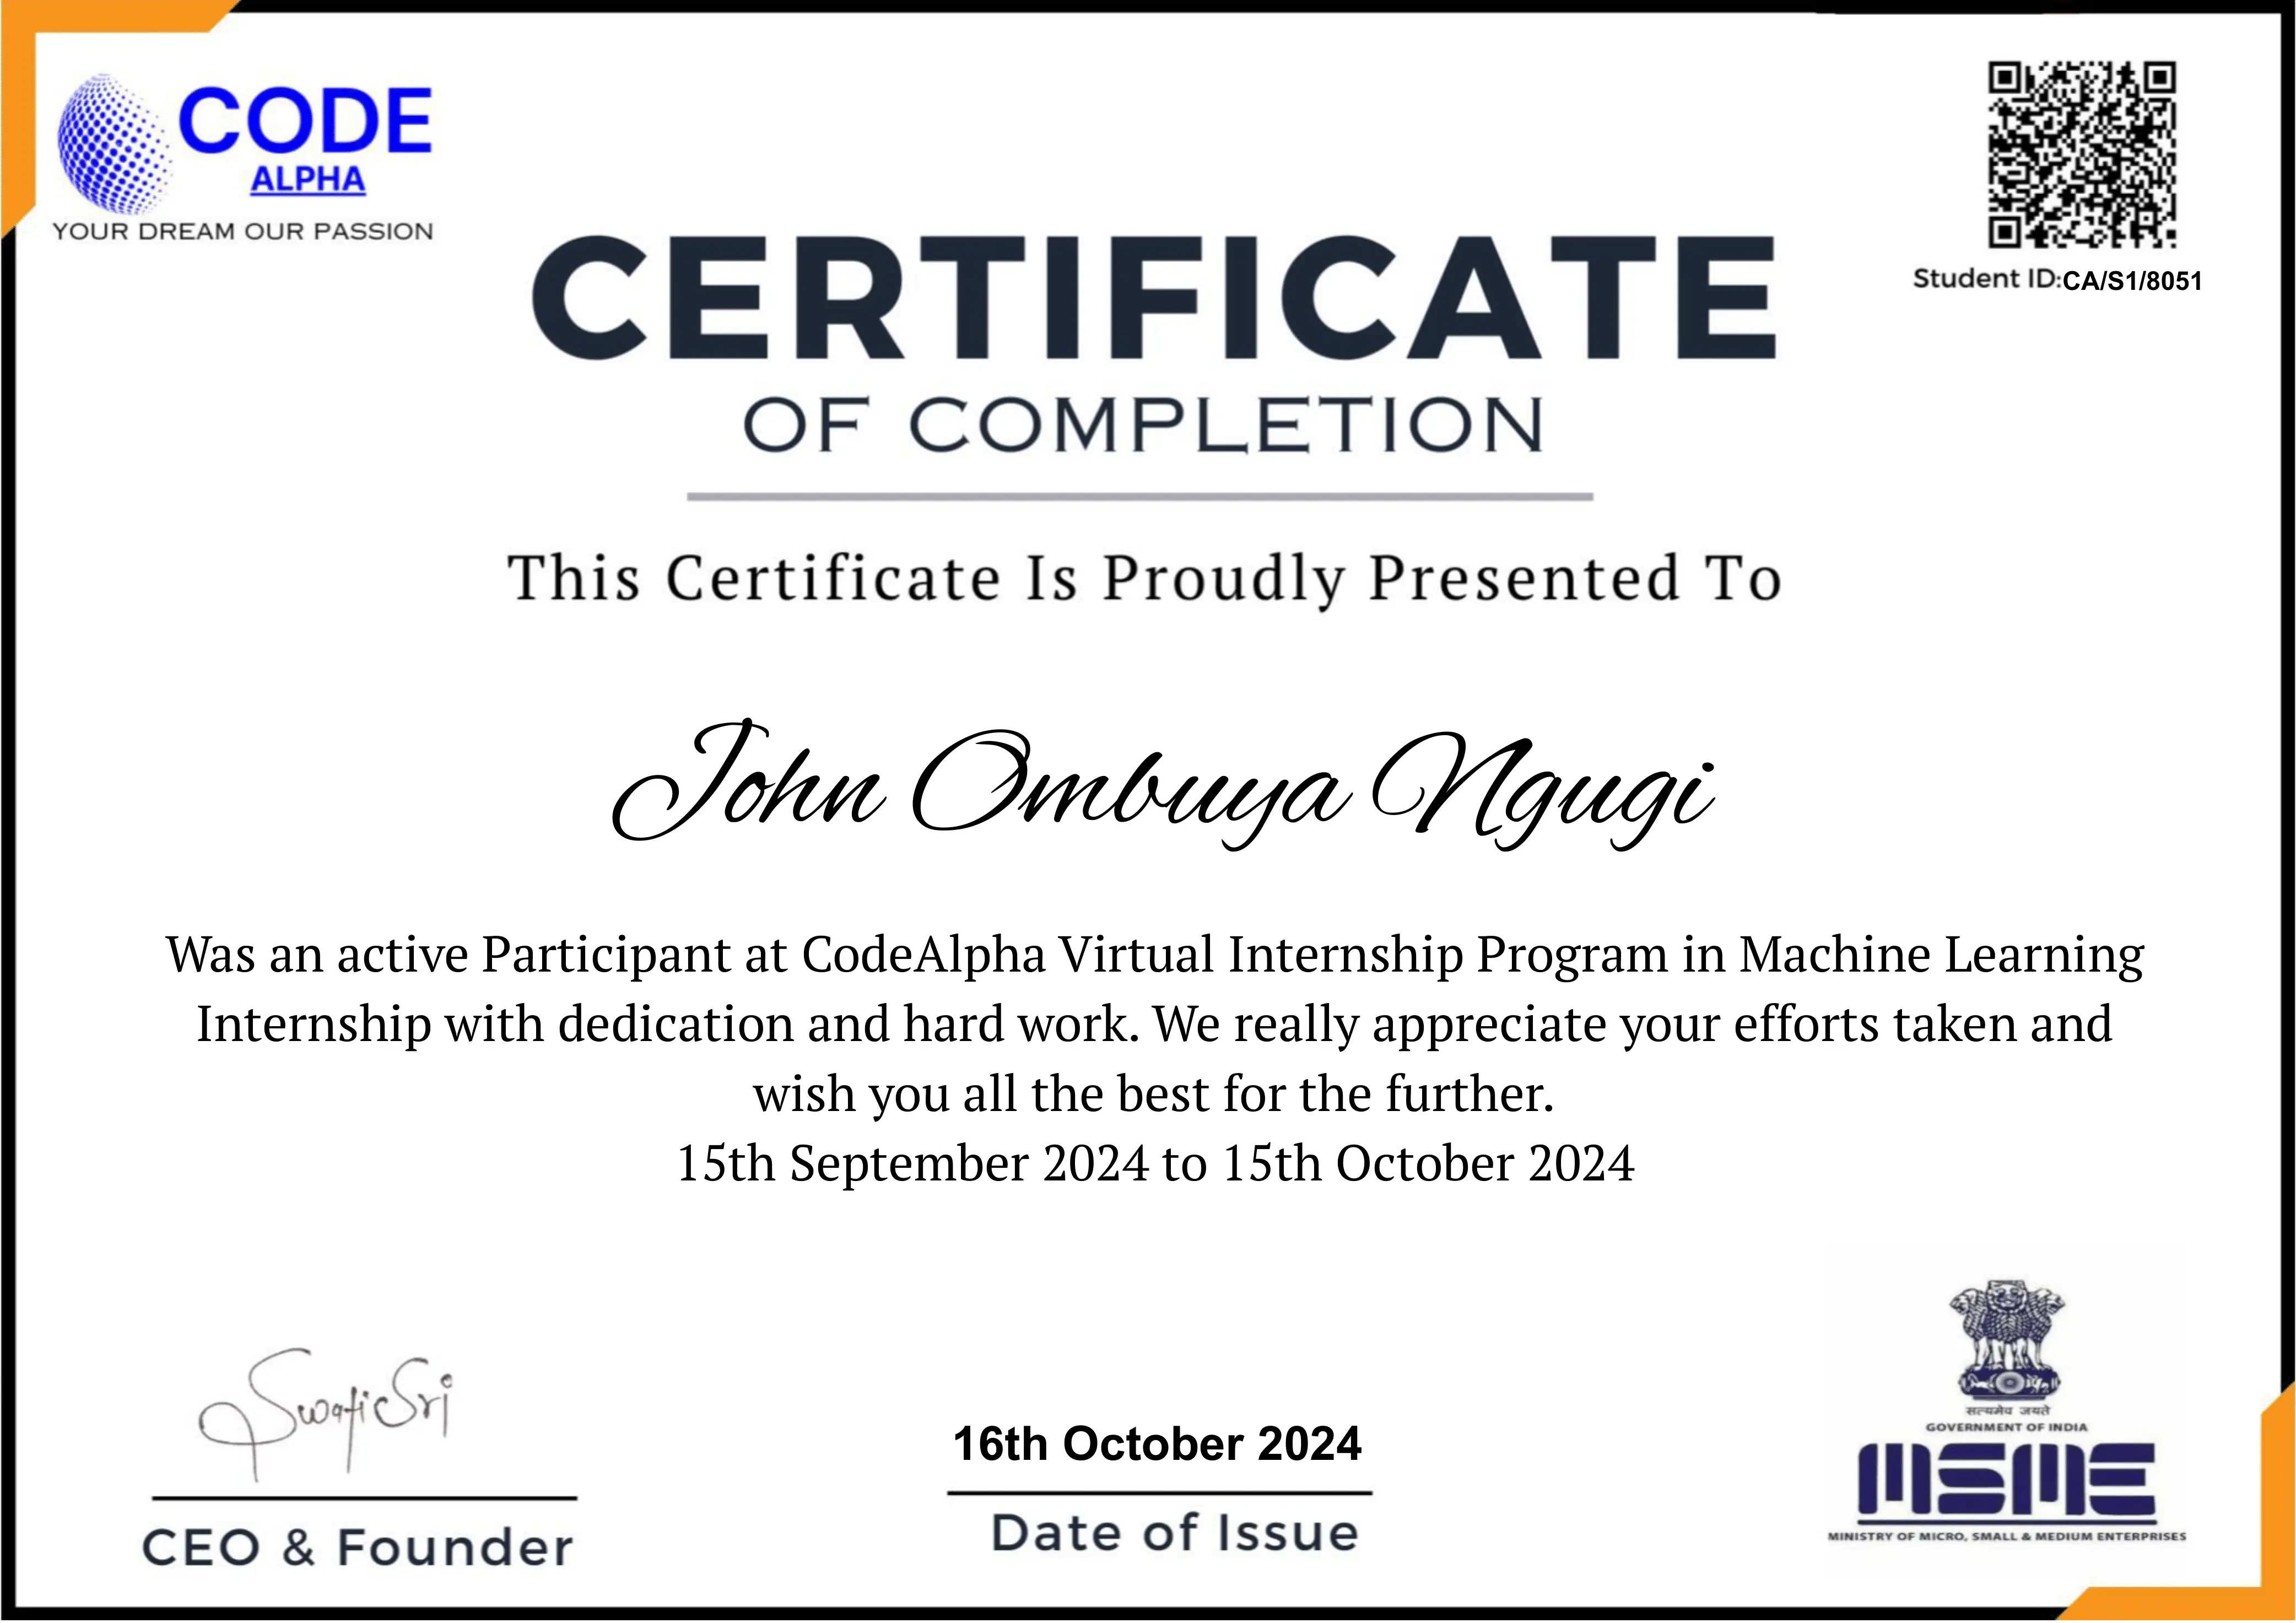 CODE
ALPHA
YOUR DREAM OUR PASSION
Student ID:CA/S1/8051
CERTIFICATE
OF COMPLETION
This Certificate Is Proudly Presented To
John Ombuya Ngugi
Was an active Participant at CodeAlpha Virtual Internship Program in Machine Learning
Internship with dedication and hard work. We really appreciate your efforts taken and
wish you all the best for the further.
15th September 2024 to 15th October 2024
SwatiSri
CEO & Founder
16th October 2024
Date of Issue
सत्यमेव जयते
GOVERNMENT OF INDIA
MSME
MINISTRY OF MICRO, SMALL & MEDIUM ENTERPRISES